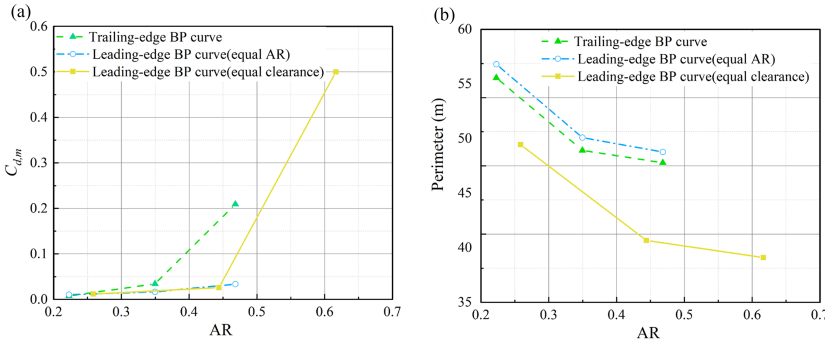 (a)
0.6
0.5
0.4
0.3
0.2
0.1
0.0
0.2 0.3 0.4 0.5 0.6 0.7
C_{d,m}
AR
Trailing-edge BP curve
Leading-edge BP curve(equal AR)
Leading-edge BP curve(equal clearance)
(b)
60
55
50
45
40
35
0.2 0.3 0.4 0.5 0.6 0.7
Perimeter (m)
AR
Trailing-edge BP curve
Leading-edge BP curve(equal AR)
Leading-edge BP curve(equal clearance)